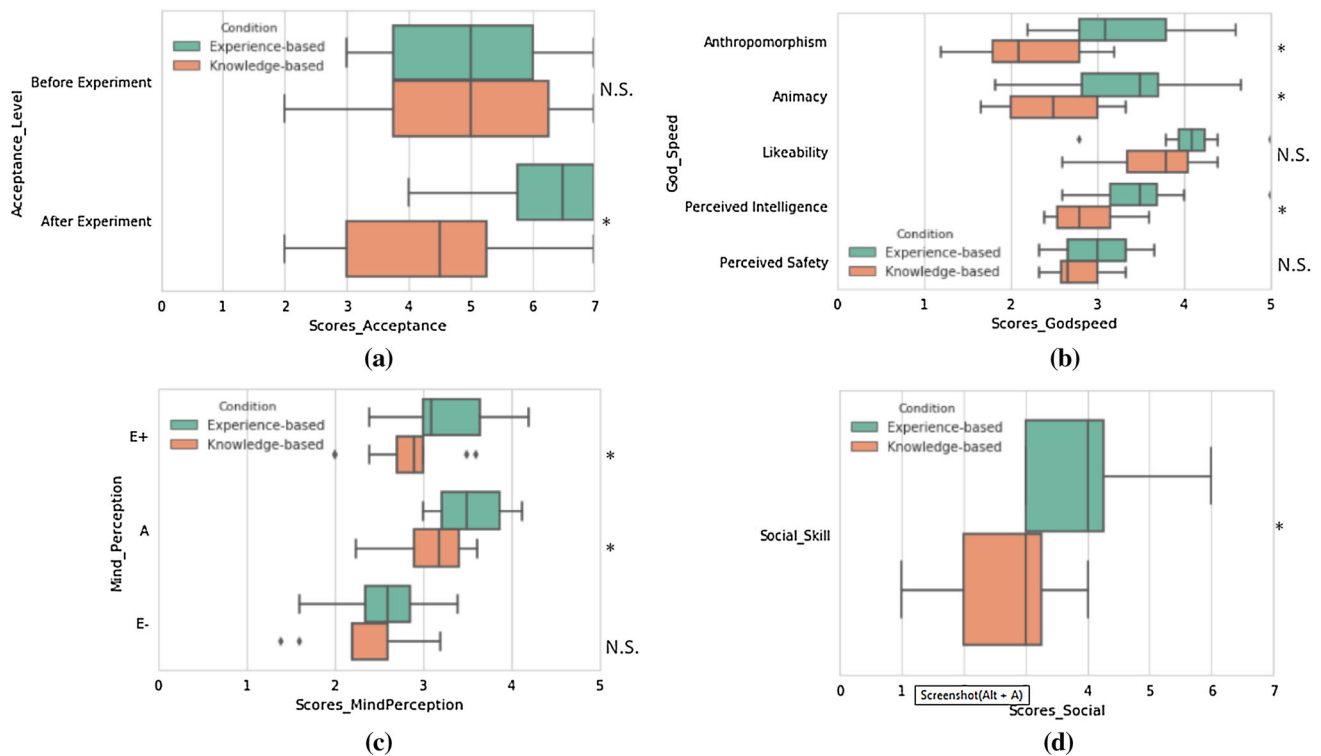 Condition
Experience-based
Knowledge-based
Before Experiment
N.S.
After Experiment
*
Acceptance_Level
0 1 2 3 4 5 6 7
Scores_Acceptance
(a)
Anthropomorphism
*
Animacy
*
Likeability
N.S.
Perceived Intelligence
*
Perceived Safety
N.S.
God_Speed
Condition
Experience-based
Knowledge-based
0 1 2 3 4 5
Scores_Godspeed
(b)
Condition
Experience-based
Knowledge-based
E+
*
A
*
E-
N.S.
Mind_Perception
0 1 2 3 4 5
Scores_MindPerception
(c)
Condition
Experience-based
Knowledge-based
Social_Skill
*
0 1 4 5 6 7
Screenshot(Alt + A)
Scores_Social
(d)